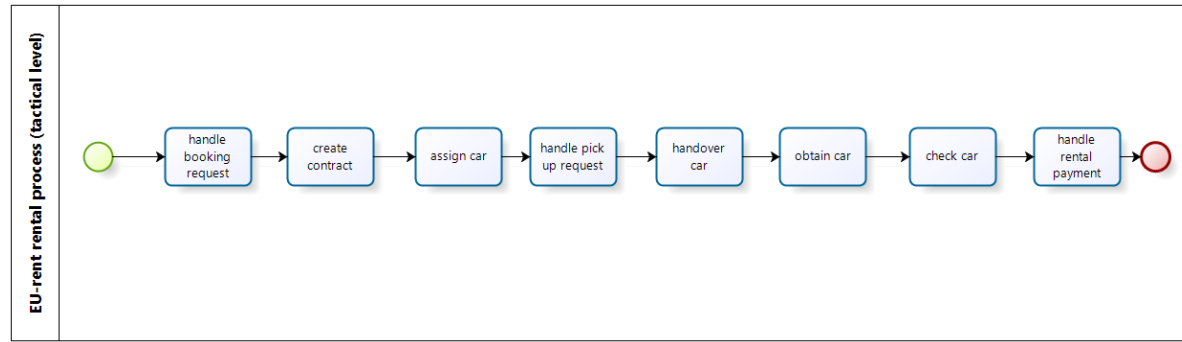 EU-rent rental process (tactical level)
handle
booking
request
create
contract
assign car
handle pick
up request
handover
car
obtain car
check car
handle
rental
payment